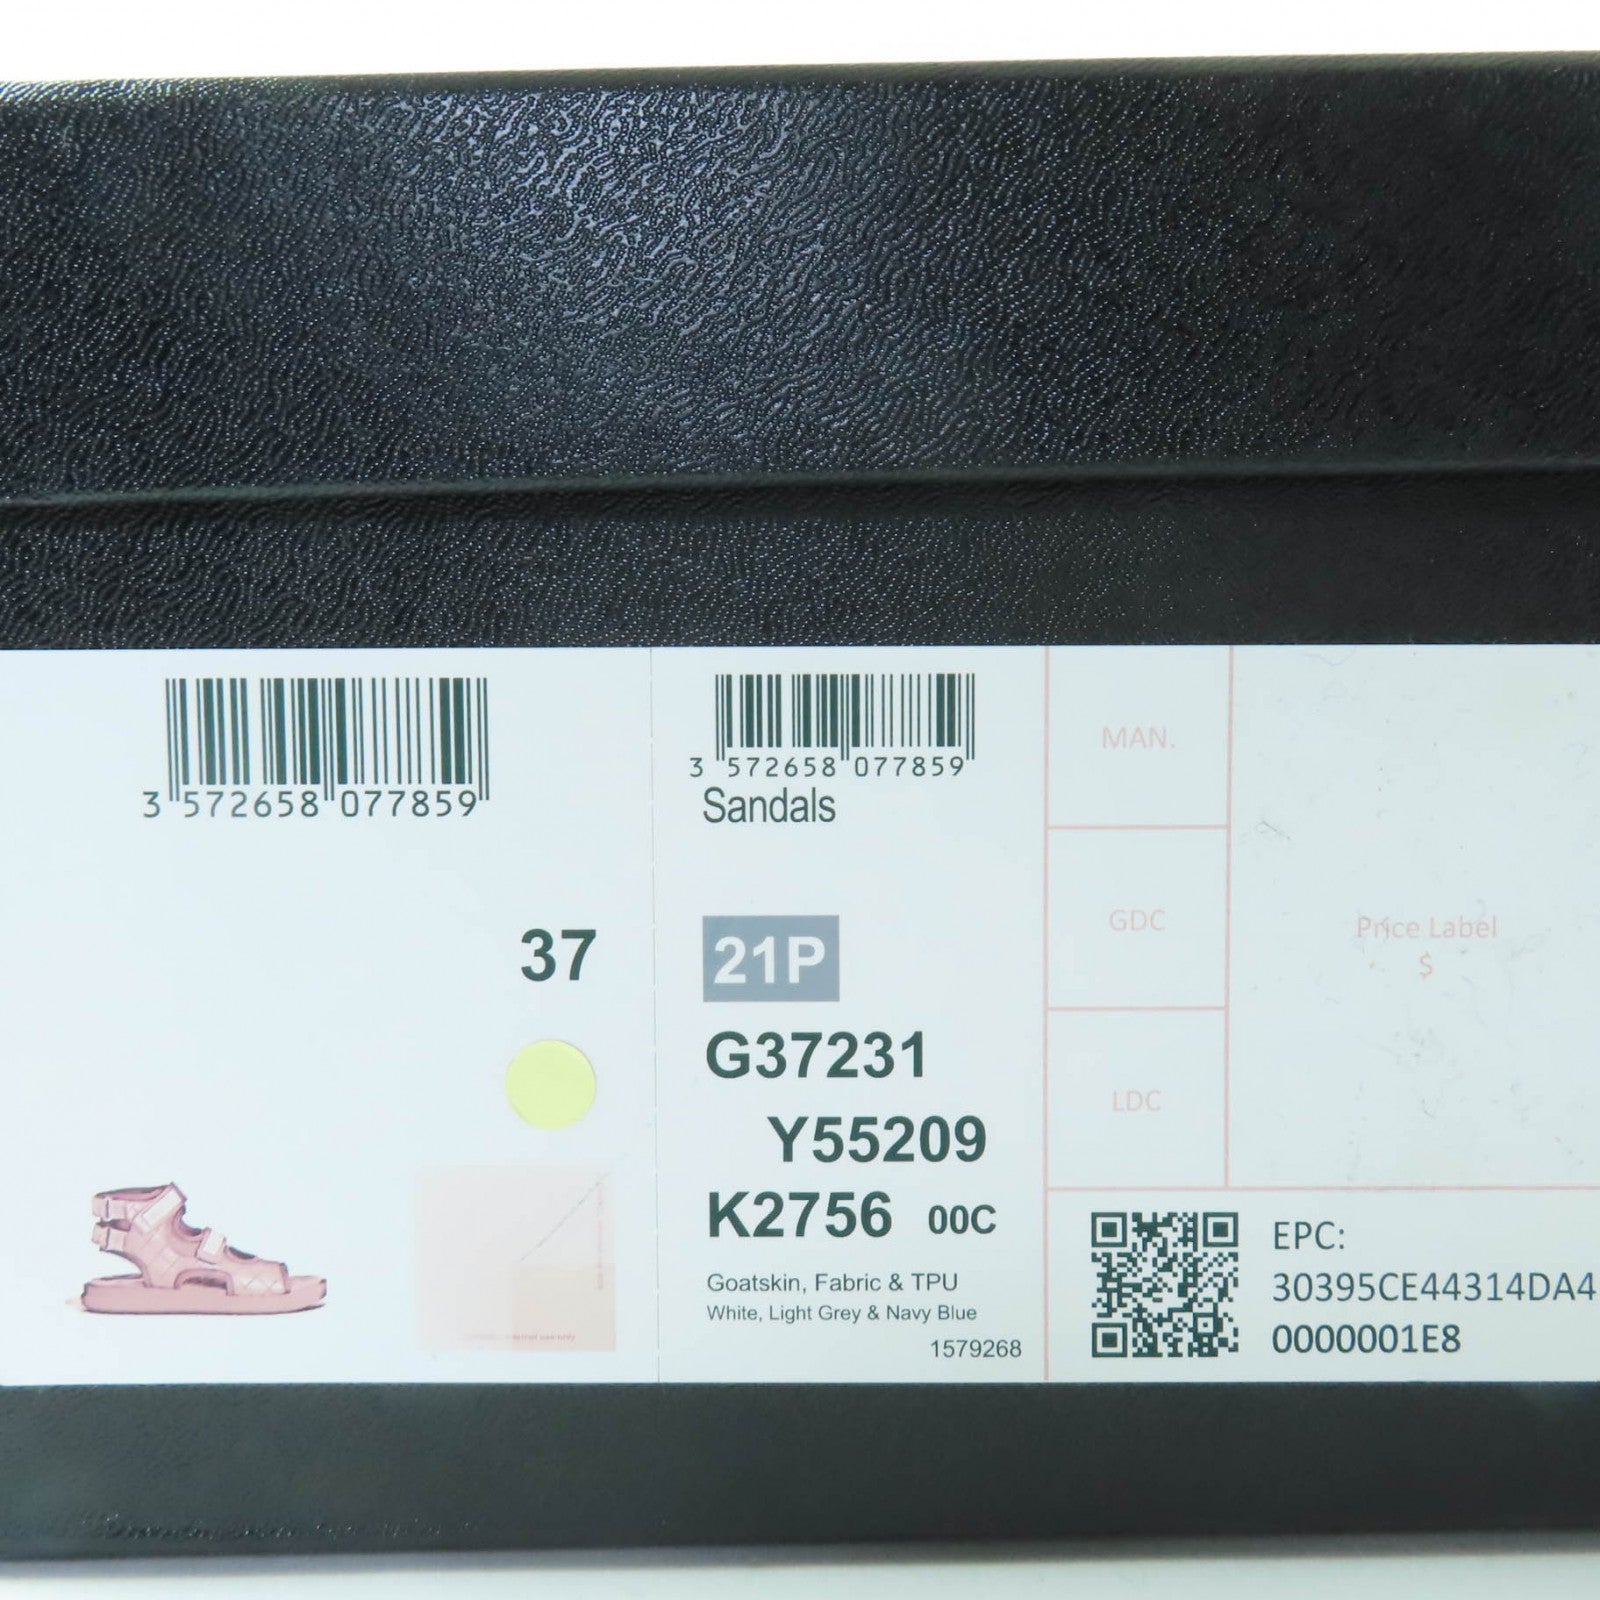 3 572658 077859
37
3 572658 077859
Sandals
21P
G37231
Y55209
K2756 00C
Goatskin, Fabric & TPU
White, Light Grey & Navy Blue
1579268
MAN.
GDC
LDC
Price Label
$
EPC:
30395CE44314DA4
0000001E8